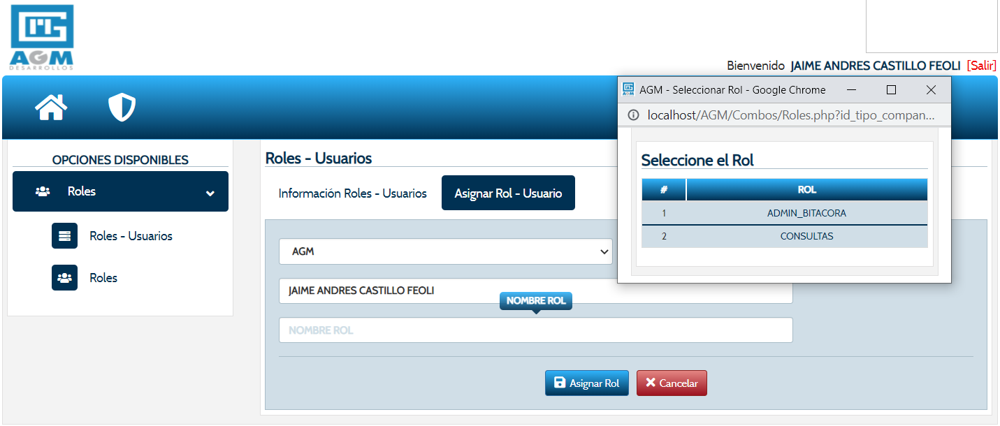 AGM
DESARROLLOS
Bienvenido JAIME ANDRES CASTILLO FEOLI [Salir]
AGM - Seleccionar Rol - Google Chrome
localhost/AGM/Combos/Roles.php?id_tipo_compan...
Seleccione el Rol
# ROL
1 ADMIN_BITACORA
2 CONSULTAS
OPCIONES DISPONIBLES
Roles
Roles - Usuarios
Roles
Roles - Usuarios
Información Roles - Usuarios Asignar Rol - Usuario
AGM
JAIME ANDRES CASTILLO FEOLI
NOMBRE ROL
NOMBRE ROL
Asignar Rol Cancelar